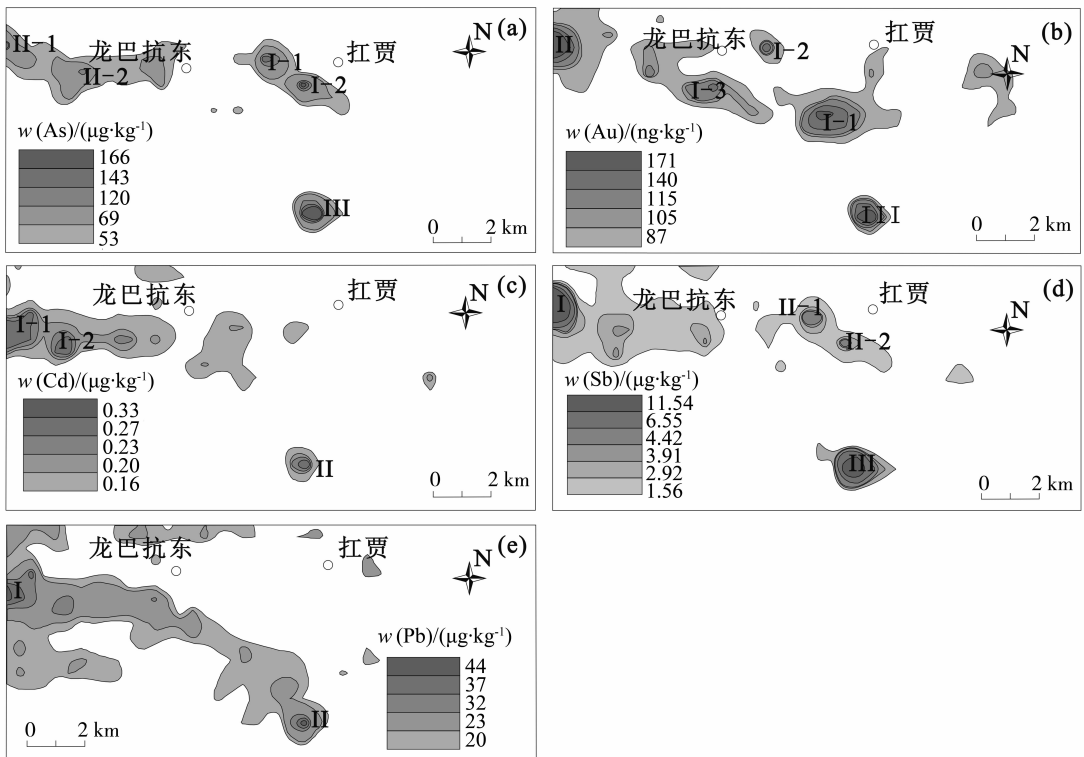 (a)
N
II-1
龙巴抗东
扛贾
I-1
II-2
I-2
w (As)/(μg·kg-1)
166
143
120
69
53
III
0 2 km
(b)
II
龙巴抗东
I-2
扛贾
N
I-3
I-1
w (Au)/(ng·kg-1)
171
140
115
105
87
III
0 2 km
(c)
龙巴抗东
扛贾
N
I-1
I-2
w (Cd)/(μg·kg-1)
0.33
0.27
0.23
0.20
0.16
II
0 2 km
(d)
I
龙巴抗东
扛贾
II-1
N
II-2
w (Sb)/(μg·kg-1)
11.54
6.55
4.42
3.91
2.92
1.56
III
0 2 km
(e)
龙巴抗东
扛贾
N
I
w (Pb)/(μg·kg-1)
44
37
32
23
20
II
0 2 km